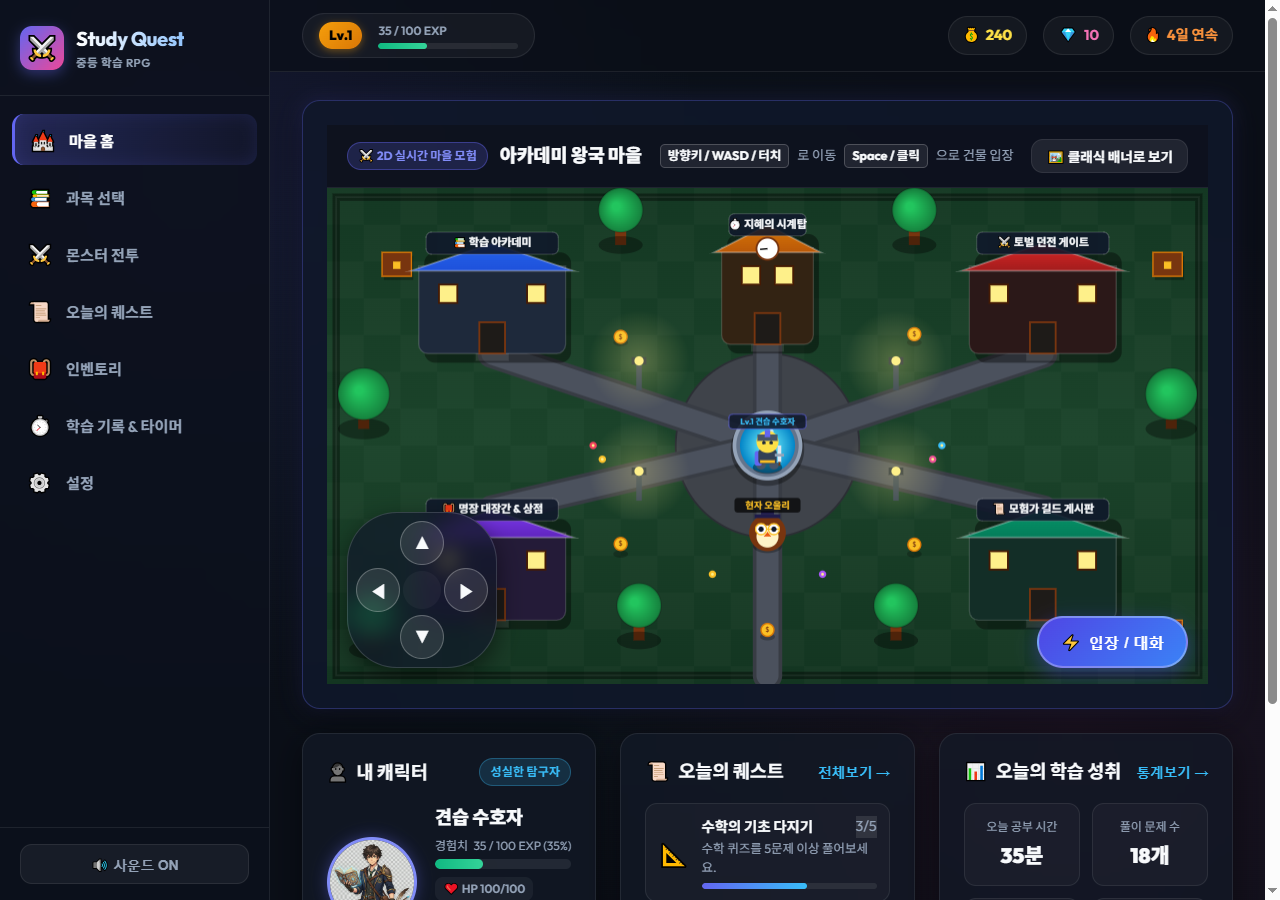 Study Quest
중등 학습 RPG
마을 홈
과목 선택
몬스터 전투
오늘의 퀘스트
인벤토리
학습 기록 & 타이머
설정
사운드 ON
Lv.1
35 / 100 EXP
240
10
4일 연속
2D 실시간 마을 모험
아카데미 왕국 마을
방향키 / WASD / 터치 로 이동 Space / 클릭 으로 건물 입장
클래식 배너로 보기
학습 아카데미
지혜의 시계탑
토벌 던전 게이트
Lv.1 견습 수호자
명장 대장간 & 상점
현자 오울리
모험가 길드 게시판
입장 / 대화
내 캐릭터
성실한 탐구자
견습 수호자
경험치 35 / 100 EXP (35%)
HP 100/100
오늘의 퀘스트
전체보기 →
수학의 기초 다지기
3/5
수학 퀴즈를 5문제 이상 풀어보세
요.
오늘의 학습 성취
통계보기 →
오늘 공부 시간
35분
풀이 문제 수
18개